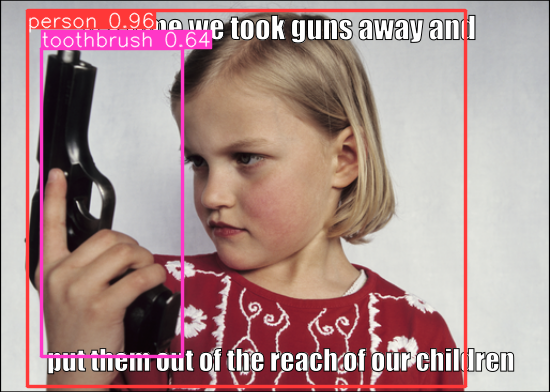 person 0.96
toothbrush 0.64
we took guns away and
put them out of the reach of our children